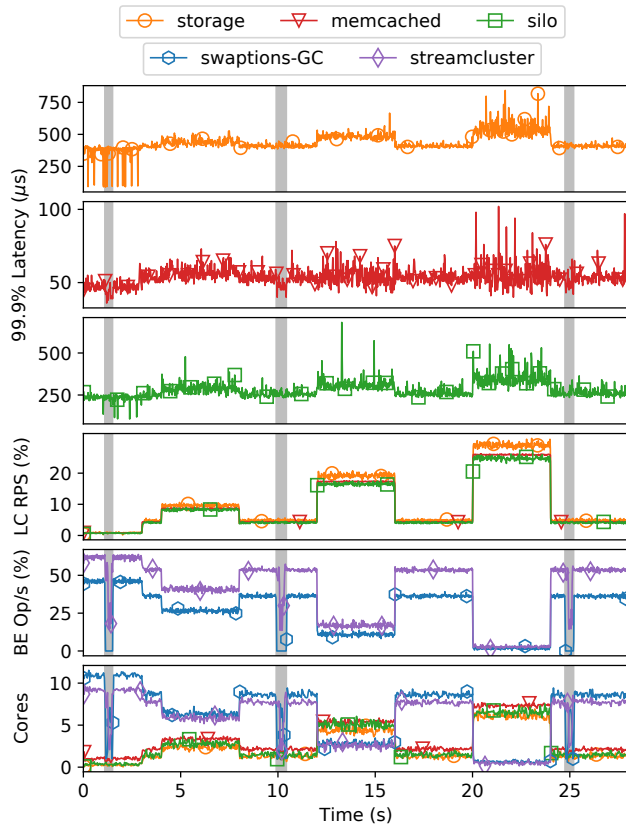 storage memcached silo
swaptions-GC streamcluster
99.9% Latency (μs)
750
500
250
100
50
500
250
LC RPS (%)
20
10
0
BE Op/s (%)
50
25
0
Cores
10
5
0
0 5 10 15 20 25
Time (s)